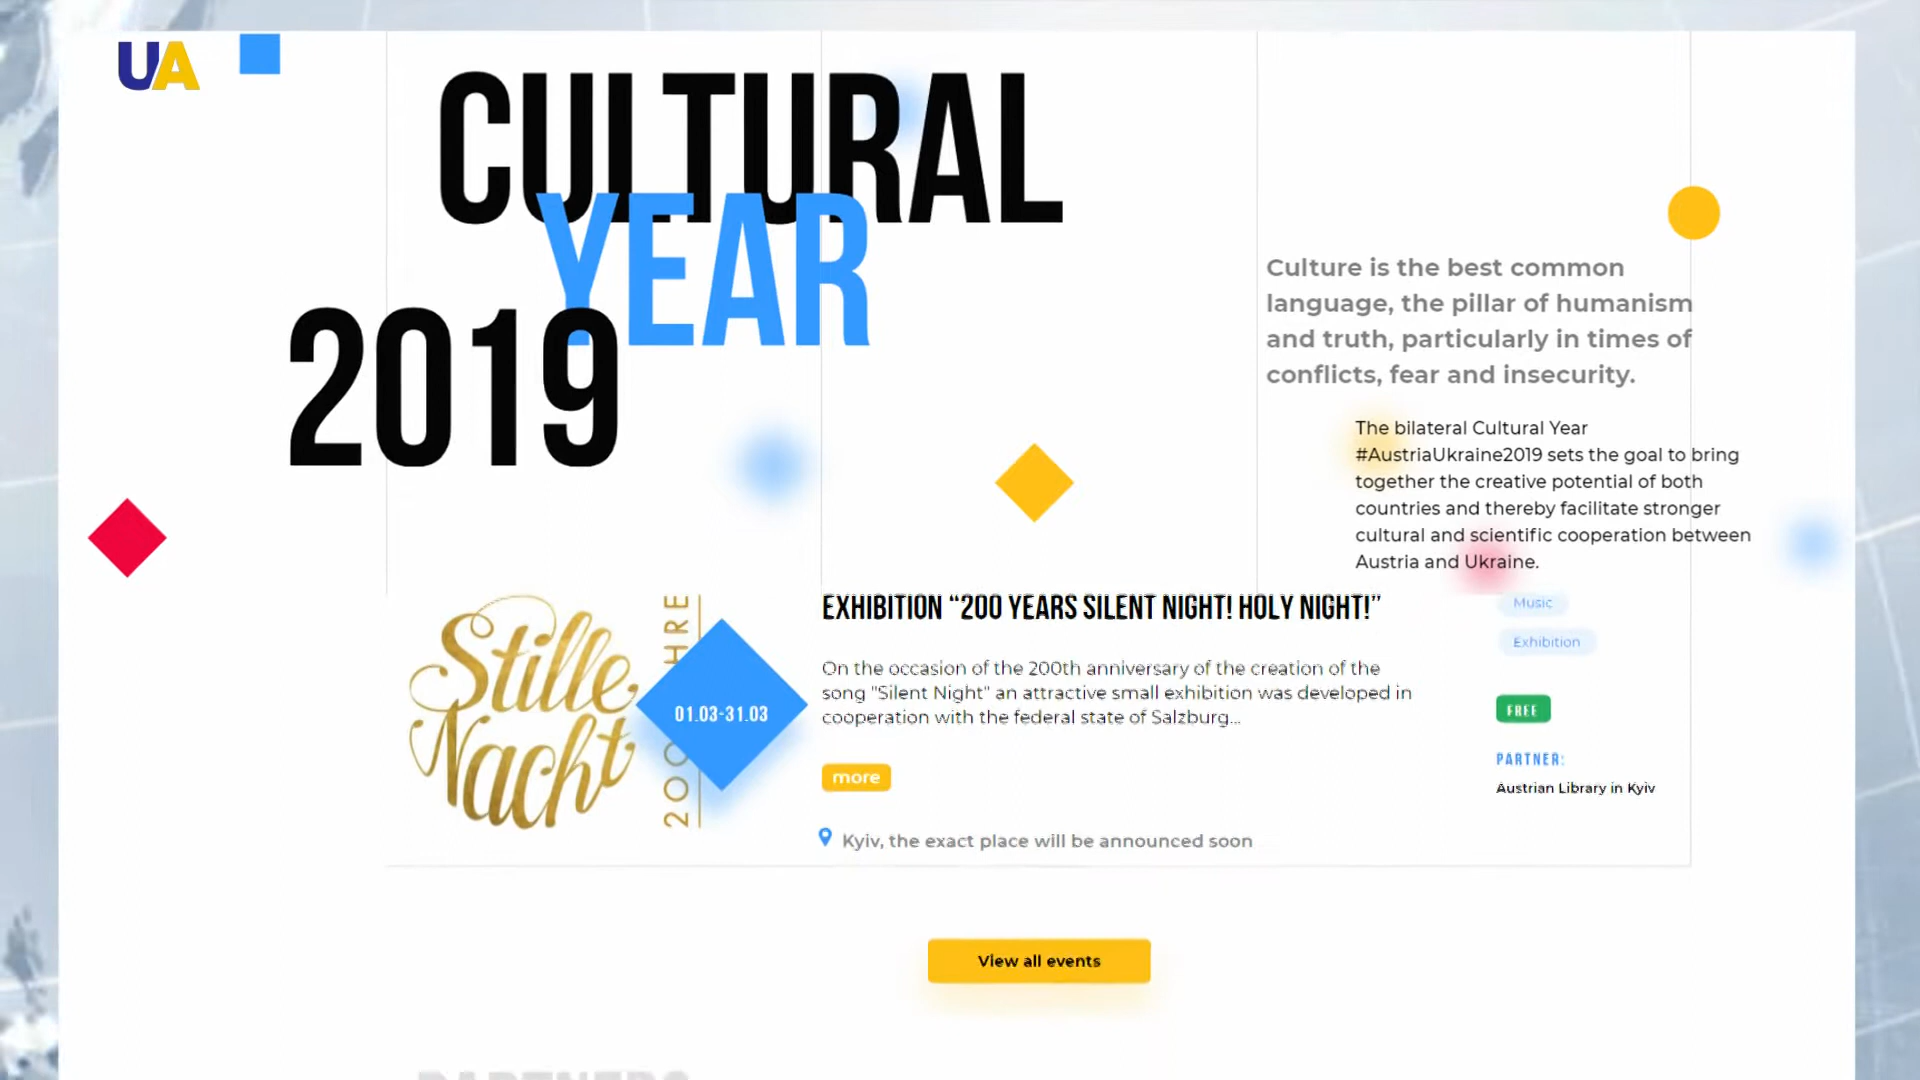 UA
CULTURAL
YEAR
2019
Culture is the best common
language, the pillar of humanism
and truth, particularly in times of
conflicts, fear and insecurity.
The bilateral Cultural Year
#AustriaUkraine2019 sets the goal to bring
together the creative potential of both
countries and thereby facilitate stronger
cultural and scientific cooperation between
Austria and Ukraine.
Stille
Nacht
01.03-31.03
EXHIBITION “200 YEARS SILENT NIGHT! HOLY NIGHT!”
On the occasion of the 200th anniversary of the creation of the
song "Silent Night" an attractive small exhibition was developed in
cooperation with the federal state of Salzburg...
more
Kyiv, the exact place will be announced soon
Music
Exhibition
FREE
PARTNER:
Austrian Library in Kyiv
View all events
PARTNERS